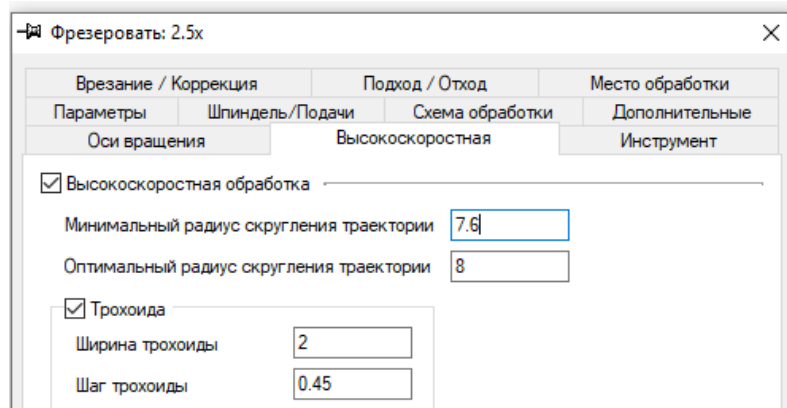 Фрезеровать: 2.5x
Врезание / Коррекция Подход / Отход Место обработки
Параметры Шпиндель/Подачи Схема обработки Дополнительные
Оси вращения Высокоскоростная Инструмент
Высокоскоростная обработка
Минимальный радиус скругления траектории 7.6
Оптимальный радиус скругления траектории 8
Трохоида
Ширина трохоиды 2
Шаг трохоиды 0.45